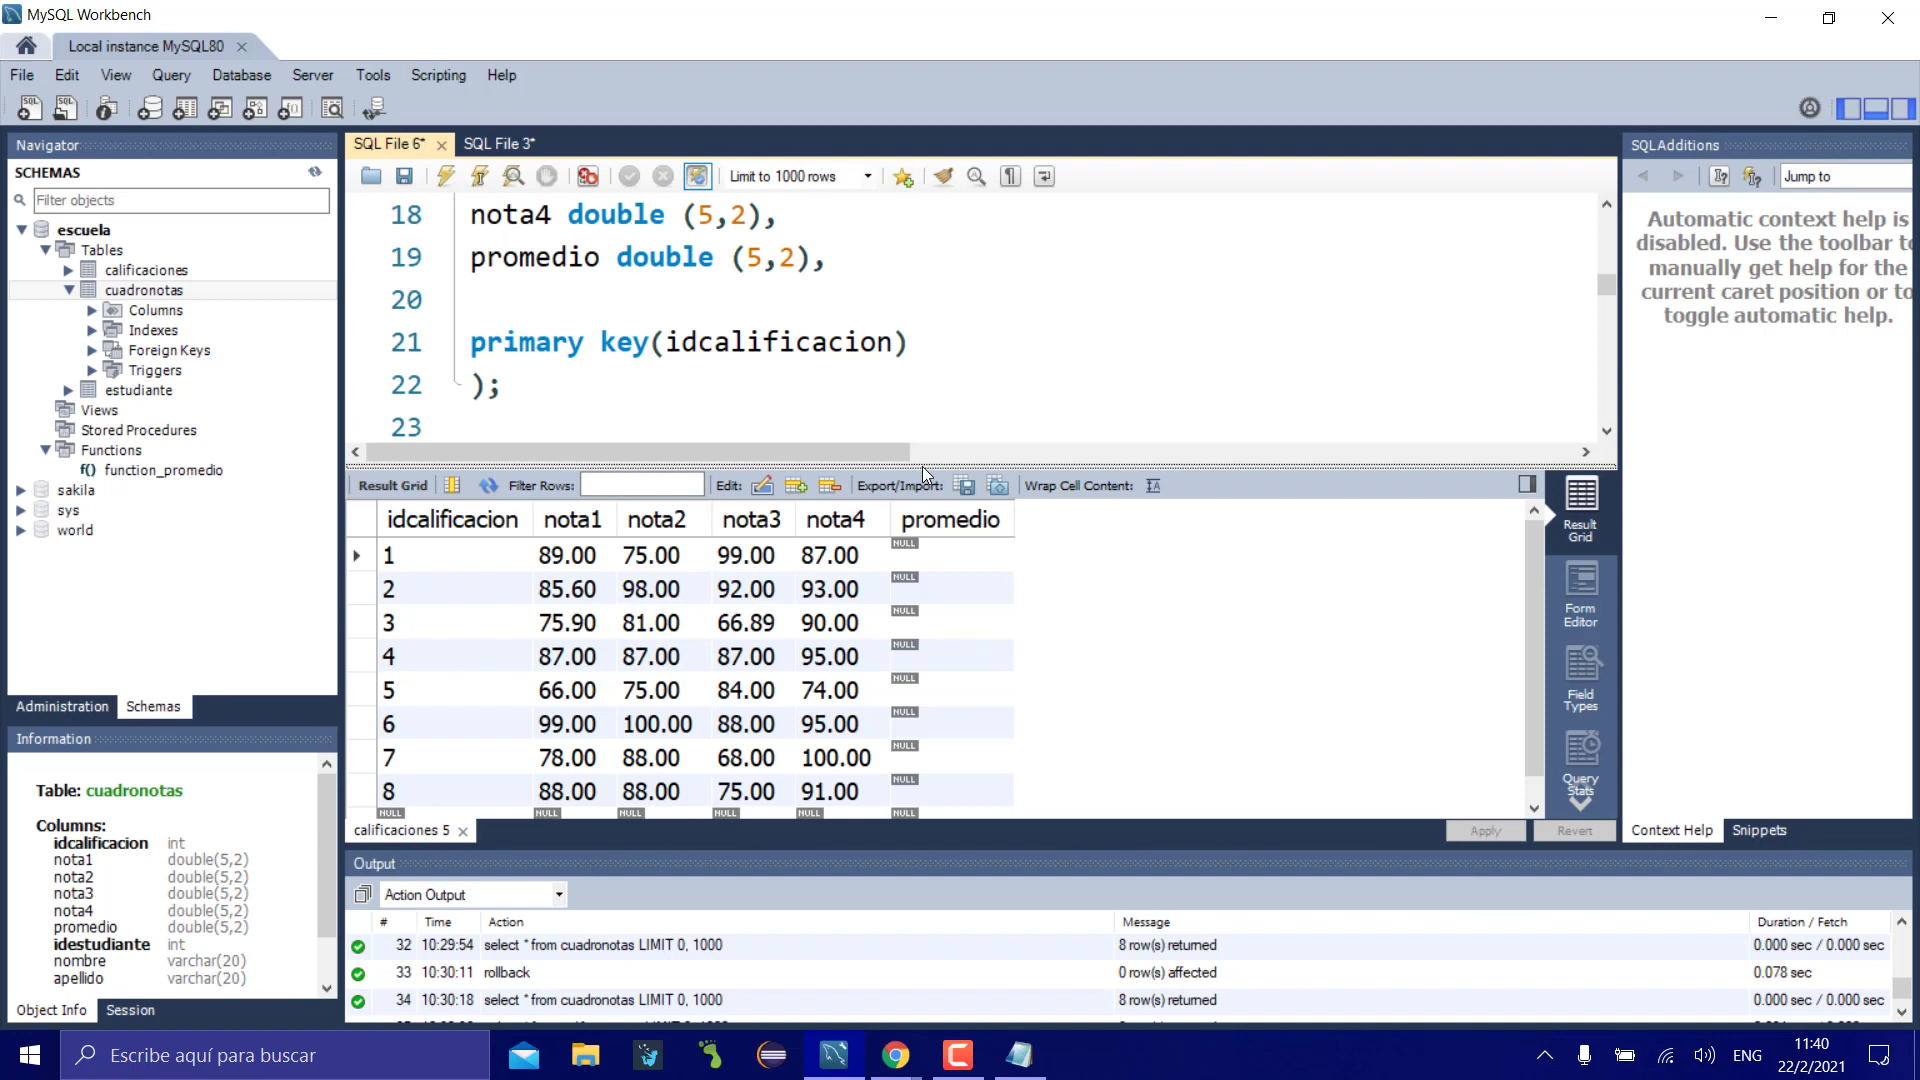 MySQL Workbench
Local instance MySQL80
File Edit View Query Database Server Tools Scripting Help
Navigator
SCHEMAS
Filter objects
escuela
Tables
calificaciones
cuadronotas
Columns
Indexes
Foreign Keys
Triggers
estudiante
Views
Stored Procedures
Functions
f() function_promedio
sakila
sys
world
Administration Schemas
Information
Table: cuadronotas
Columns:
idcalificacion int
nota1 double(5,2)
nota2 double(5,2)
nota3 double(5,2)
nota4 double(5,2)
promedio double(5,2)
idestudiante int
nombre varchar(20)
apellido varchar(20)
Object Info Session
SQL File 6* SQL File 3*
Limit to 1000 rows
18 nota4 double (5,2),
19 promedio double (5,2),
20
21 primary key(idcalificacion)
22 );
23
Result Grid Filter Rows: Edit: Export/Import: Wrap Cell Content:
idcalificacion nota1 nota2 nota3 nota4 promedio
1 89.00 75.00 99.00 87.00 NULL
2 85.60 98.00 92.00 93.00 NULL
3 75.90 81.00 66.89 90.00 NULL
4 87.00 87.00 87.00 95.00 NULL
5 66.00 75.00 84.00 74.00 NULL
6 99.00 100.00 88.00 95.00 NULL
7 78.00 88.00 68.00 100.00 NULL
8 88.00 88.00 75.00 91.00 NULL
NULL NULL NULL NULL NULL NULL
Result
Grid
Form
Editor
Field
Types
Query
Stats
calificaciones 5
Apply Revert
Output
Action Output
# Time Action Message Duration / Fetch
32 10:29:54 select * from cuadronotas LIMIT 0, 1000 8 row(s) returned 0.000 sec / 0.000 sec
33 10:30:11 rollback 0 row(s) affected 0.078 sec
34 10:30:18 select * from cuadronotas LIMIT 0, 1000 8 row(s) returned 0.000 sec / 0.000 sec
SQLAdditions
Jump to
Automatic context help is
disabled. Use the toolbar to
manually get help for the
current caret position or to
toggle automatic help.
Context Help Snippets
Escribe aquí para buscar
ENG
11:40
22/2/2021